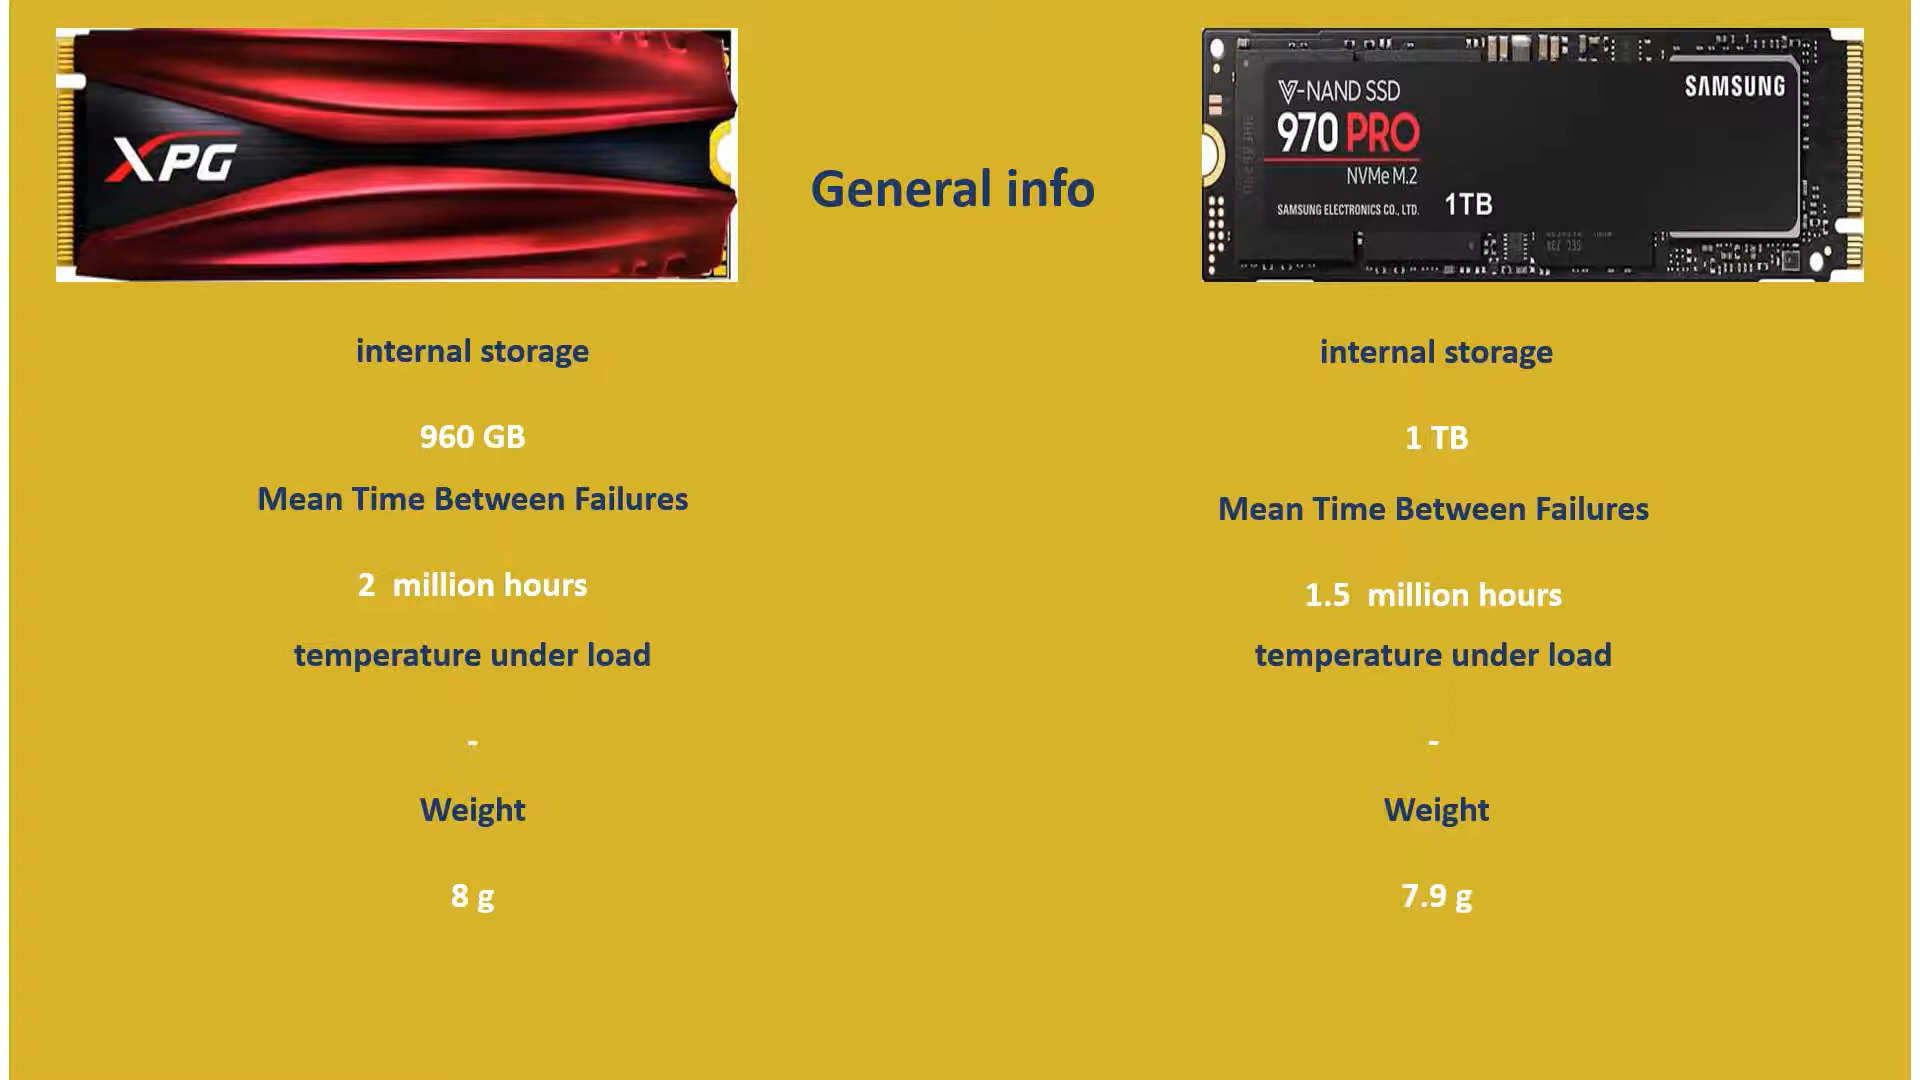 XPG
V-NAND SSD
970 PRO
NVMe M.2
SAMSUNG ELECTRONICS CO., LTD.
1TB
SAMSUNG
General info
internal storage
960 GB
Mean Time Between Failures
2 million hours
temperature under load
-
Weight
8 g
internal storage
1 TB
Mean Time Between Failures
1.5 million hours
temperature under load
-
Weight
7.9 g